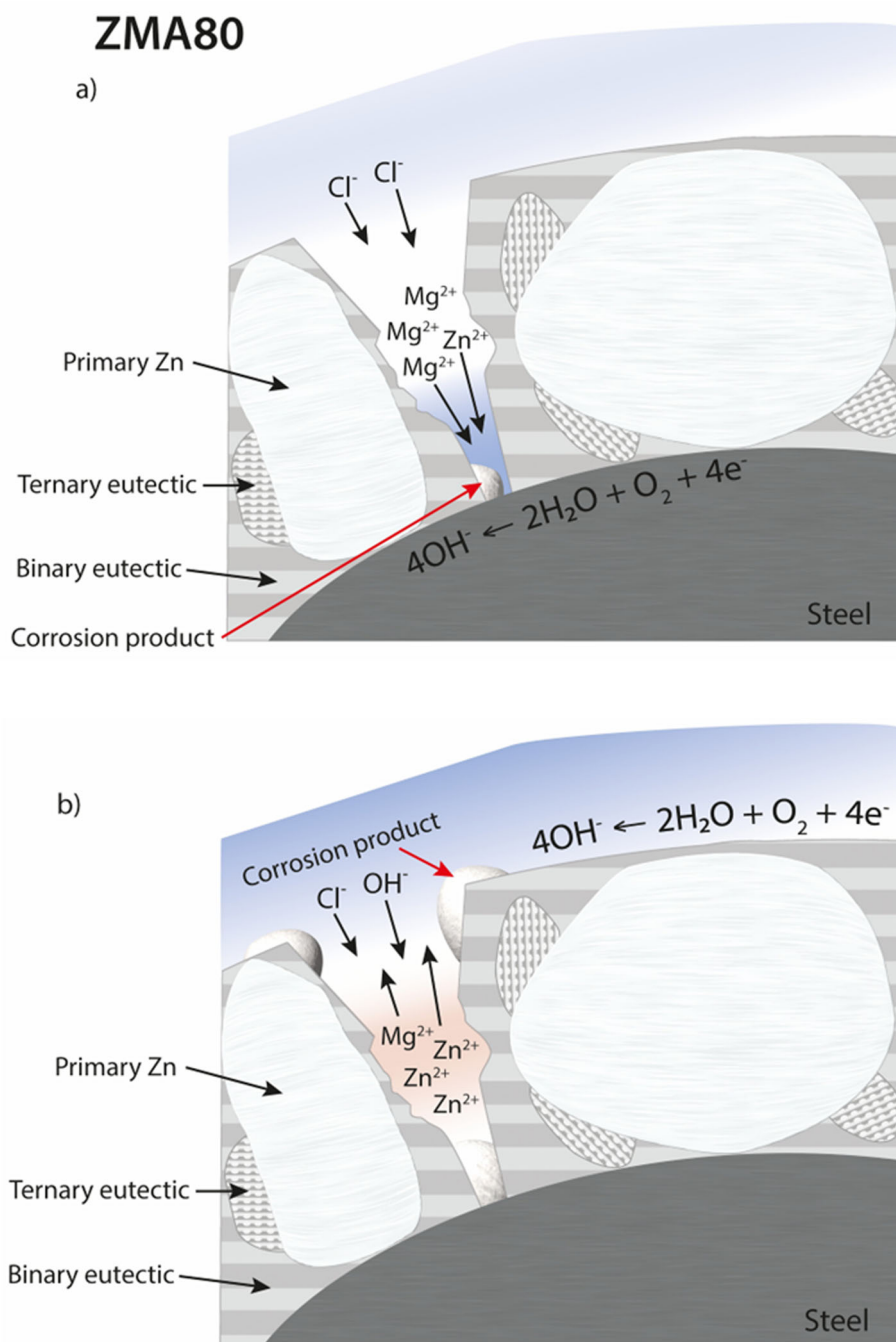 ZMA80
a)
Cl⁻
Cl⁻
Mg²⁺
Mg²⁺
Zn²⁺
Mg²⁺
Primary Zn
Ternary eutectic
4OH⁻ ← 2H₂O + O₂ + 4e⁻
Binary eutectic
Corrosion product
Steel
b)
4OH⁻ ← 2H₂O + O₂ + 4e⁻
Corrosion product
Cl⁻
OH⁻
Mg²⁺
Zn²⁺
Zn²⁺
Zn²⁺
Primary Zn
Ternary eutectic
Binary eutectic
Steel